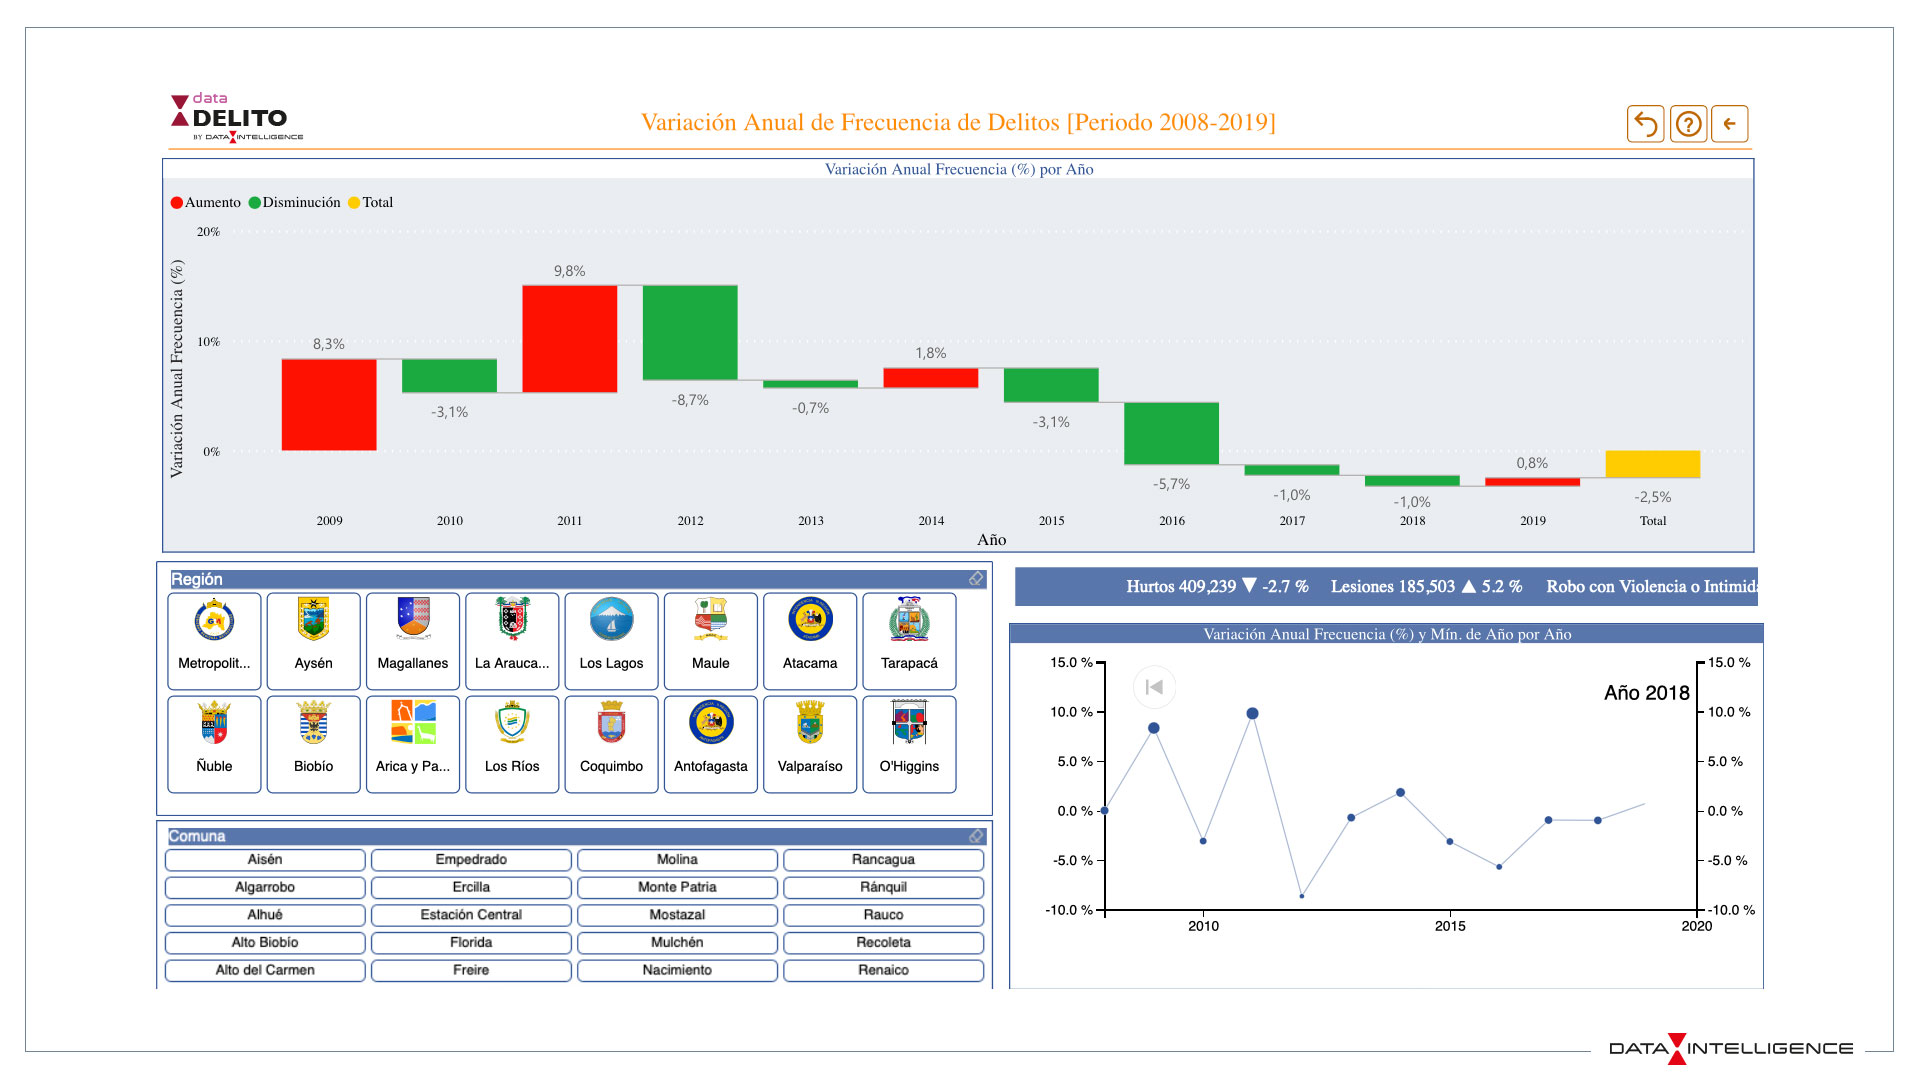 data
DELITO
BY DATA INTELLIGENCE
Variación Anual de Frecuencia de Delitos [Periodo 2008-2019]
Variación Anual Frecuencia (%) por Año
Aumento Disminución Total
Variación Anual Frecuencia (%)
20%
10%
0%
8,3%
-3,1%
9,8%
-8,7%
-0,7%
1,8%
-3,1%
-5,7%
-1,0%
-1,0%
0,8%
-2,5%
2009 2010 2011 2012 2013 2014 2015 2016 2017 2018 2019 Total
Año
Región
Metropolit... Aysén Magallanes La Arauca... Los Lagos Maule Atacama Tarapacá
Ñuble Biobío Arica y Pa... Los Ríos Coquimbo Antofagasta Valparaíso O'Higgins
Comuna
Aisén Empedrado Molina Rancagua
Algarrobo Ercilla Monte Patria Ránquil
Alhué Estación Central Mostazal Rauco
Alto Biobío Florida Mulchén Recoleta
Alto del Carmen Freire Nacimiento Renaico
Hurtos 409,239 ▼ -2.7 % Lesiones 185,503 ▲ 5.2 % Robo con Violencia o Intimida
Variación Anual Frecuencia (%) y Mín. de Año por Año
Año 2018
15.0 % 15.0 %
10.0 % 10.0 %
5.0 % 5.0 %
0.0 % 0.0 %
-5.0 % -5.0 %
-10.0 % -10.0 %
2010 2015 2020
DATA INTELLIGENCE